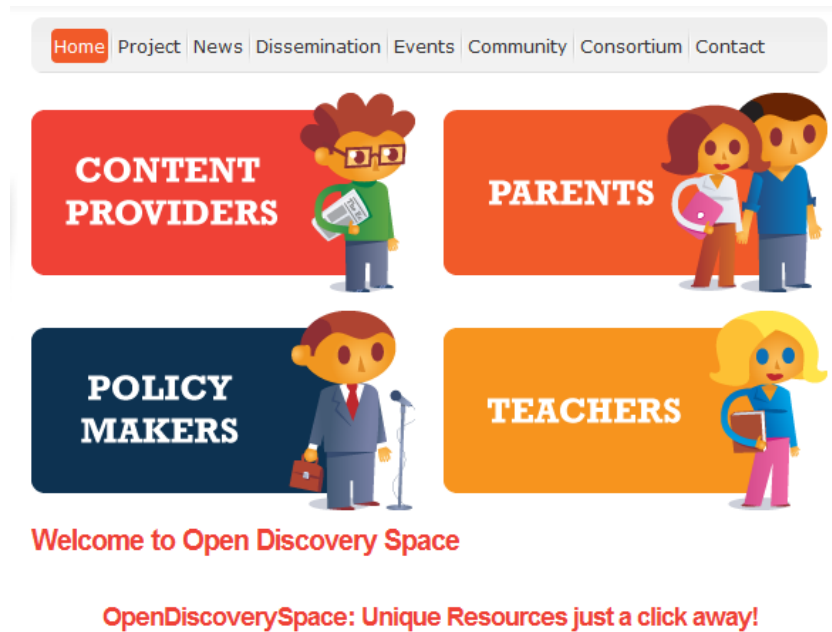 Home Project News Dissemination Events Community Consortium Contact
CONTENT
PROVIDERS
PARENTS
POLICY
MAKERS
TEACHERS
Welcome to Open Discovery Space
OpenDiscoverySpace: Unique Resources just a click away!